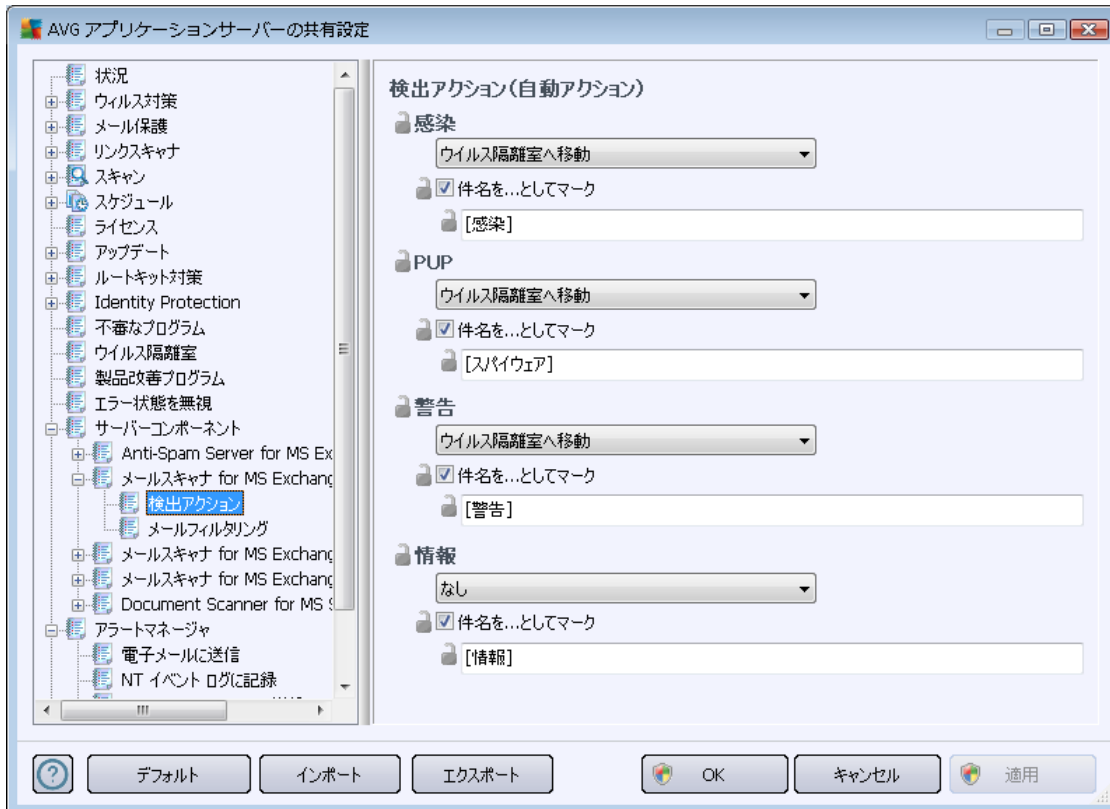 AVG アプリケーションサーバーの共有設定
状況
ウィルス対策
メール保護
リンクスキャナ
スキャン
スケジュール
ライセンス
アップデート
ルートキット対策
Identity Protection
不審なプログラム
ウイルス隔離室
製品改善プログラム
エラー状態を無視
サーバーコンポーネント
Anti-Spam Server for MS Ex
メールスキャナ for MS Exchang
検出アクション
メールフィルタリング
メールスキャナ for MS Exchang
メールスキャナ for MS Exchang
Document Scanner for MS S
アラートマネージャ
電子メールに送信
NT イベント ログに記録
検出アクション(自動アクション)
感染
ウイルス隔離室へ移動
件名を...としてマーク
[感染]
PUP
ウイルス隔離室へ移動
件名を...としてマーク
[スパイウェア]
警告
ウイルス隔離室へ移動
件名を...としてマーク
[警告]
情報
なし
件名を...としてマーク
[情報]
デフォルト
インポート
エクスポート
OK
キャンセル
適用